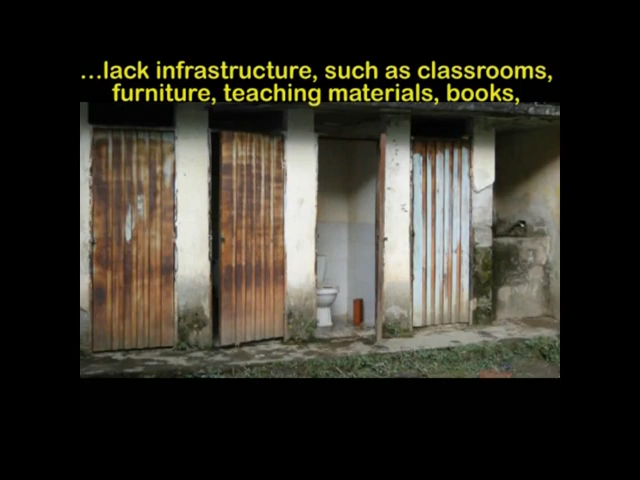 ...lack infrastructure, such as classrooms,
furniture, teaching materials, books,